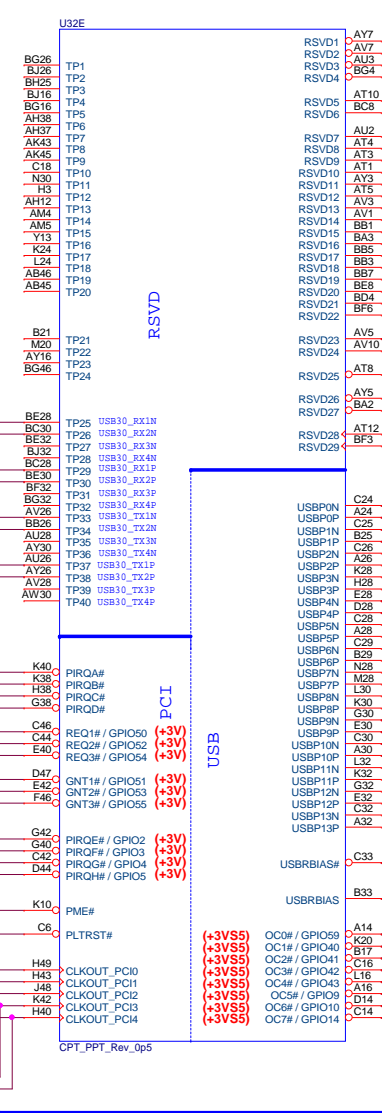 U32E
BG26 TP1
BJ26 TP2
BH25 TP3
BJ16 TP4
BG16 TP5
AH38 TP6
AH37 TP7
AK43 TP8
AK45 TP9
C18 TP10
N30 TP11
H3 TP12
AH12 TP13
AM4 TP14
AM5 TP15
Y13 TP16
K24 TP17
L24 TP18
AB46 TP19
AB45 TP20
B21 TP21
M20 TP22
AY16 TP23
BG46 TP24
BE28 TP25 USB30_RX1N
BC30 TP26 USB30_RX2N
BE32 TP27 USB30_RX3N
BJ32 TP28 USB30_RX4N
BC28 TP29 USB30_RX1P
BE30 TP30 USB30_RX2P
BF32 TP31 USB30_RX3P
BG32 TP32 USB30_RX4P
AV26 TP33 USB30_TX1N
BB26 TP34 USB30_TX2N
AU28 TP35 USB30_TX3N
AY30 TP36 USB30_TX4N
AU26 TP37 USB30_TX1P
AY26 TP38 USB30_TX2P
AV28 TP39 USB30_TX3P
AW30 TP40 USB30_TX4P
RSVD
RSVD1 AY7
RSVD2 AV7
RSVD3 AU3
RSVD4 BG4
RSVD5 AT10
RSVD6 BC8
RSVD7 AU2
RSVD8 AT4
RSVD9 AT3
RSVD10 AT1
RSVD11 AY3
RSVD12 AT5
RSVD13 AV3
RSVD14 AV1
RSVD15 BB1
RSVD16 BA3
RSVD17 BB5
RSVD18 BB3
RSVD19 BB7
RSVD20 BE8
RSVD21 BD4
RSVD22 BF6
RSVD23 AV5
RSVD24 AV10
RSVD25 AT8
RSVD26 AY5
RSVD27 BA2
RSVD28 AT12
RSVD29 BF3
K40 PIRQA#
K38 PIRQB#
H38 PIRQC#
G38 PIRQD#
C46 REQ1# / GPIO50 (+3V)
C44 REQ2# / GPIO52 (+3V)
E40 REQ3# / GPIO54 (+3V)
D47 GNT1# / GPIO51 (+3V)
E42 GNT2# / GPIO53 (+3V)
F46 GNT3# / GPIO55 (+3V)
G42 PIRQE# / GPIO2 (+3V)
G40 PIRQF# / GPIO3 (+3V)
C42 PIRQG# / GPIO4 (+3V)
D44 PIRQH# / GPIO5 (+3V)
K10 PME#
C6 PLTRST#
H49 CLKOUT_PCI0
H43 CLKOUT_PCI1
J48 CLKOUT_PCI2
K42 CLKOUT_PCI3
H40 CLKOUT_PCI4
PCI
USB
USBP0N C24
USBP0P A24
USBP1N C25
USBP1P B25
USBP2N C26
USBP2P A26
USBP3N K28
USBP3P H28
USBP4N E28
USBP4P D28
USBP5N C28
USBP5P A28
USBP6N C29
USBP6P B29
USBP7N N28
USBP7P M28
USBP8N L30
USBP8P K30
USBP9N G30
USBP9P E30
USBP10N C30
USBP10P A30
USBP11N L32
USBP11P K32
USBP12N G32
USBP12P E32
USBP13N C32
USBP13P A32
USBRBIAS# C33
USBRBIAS B33
(+3VS5) OC0# / GPIO59 A14
(+3VS5) OC1# / GPIO40 K20
(+3VS5) OC2# / GPIO41 B17
(+3VS5) OC3# / GPIO42 C16
(+3VS5) OC4# / GPIO43 L16
(+3VS5) OC5# / GPIO9 A16
(+3VS5) OC6# / GPIO10 D14
(+3VS5) OC7# / GPIO14 C14
CPT_PPT_Rev_0p5